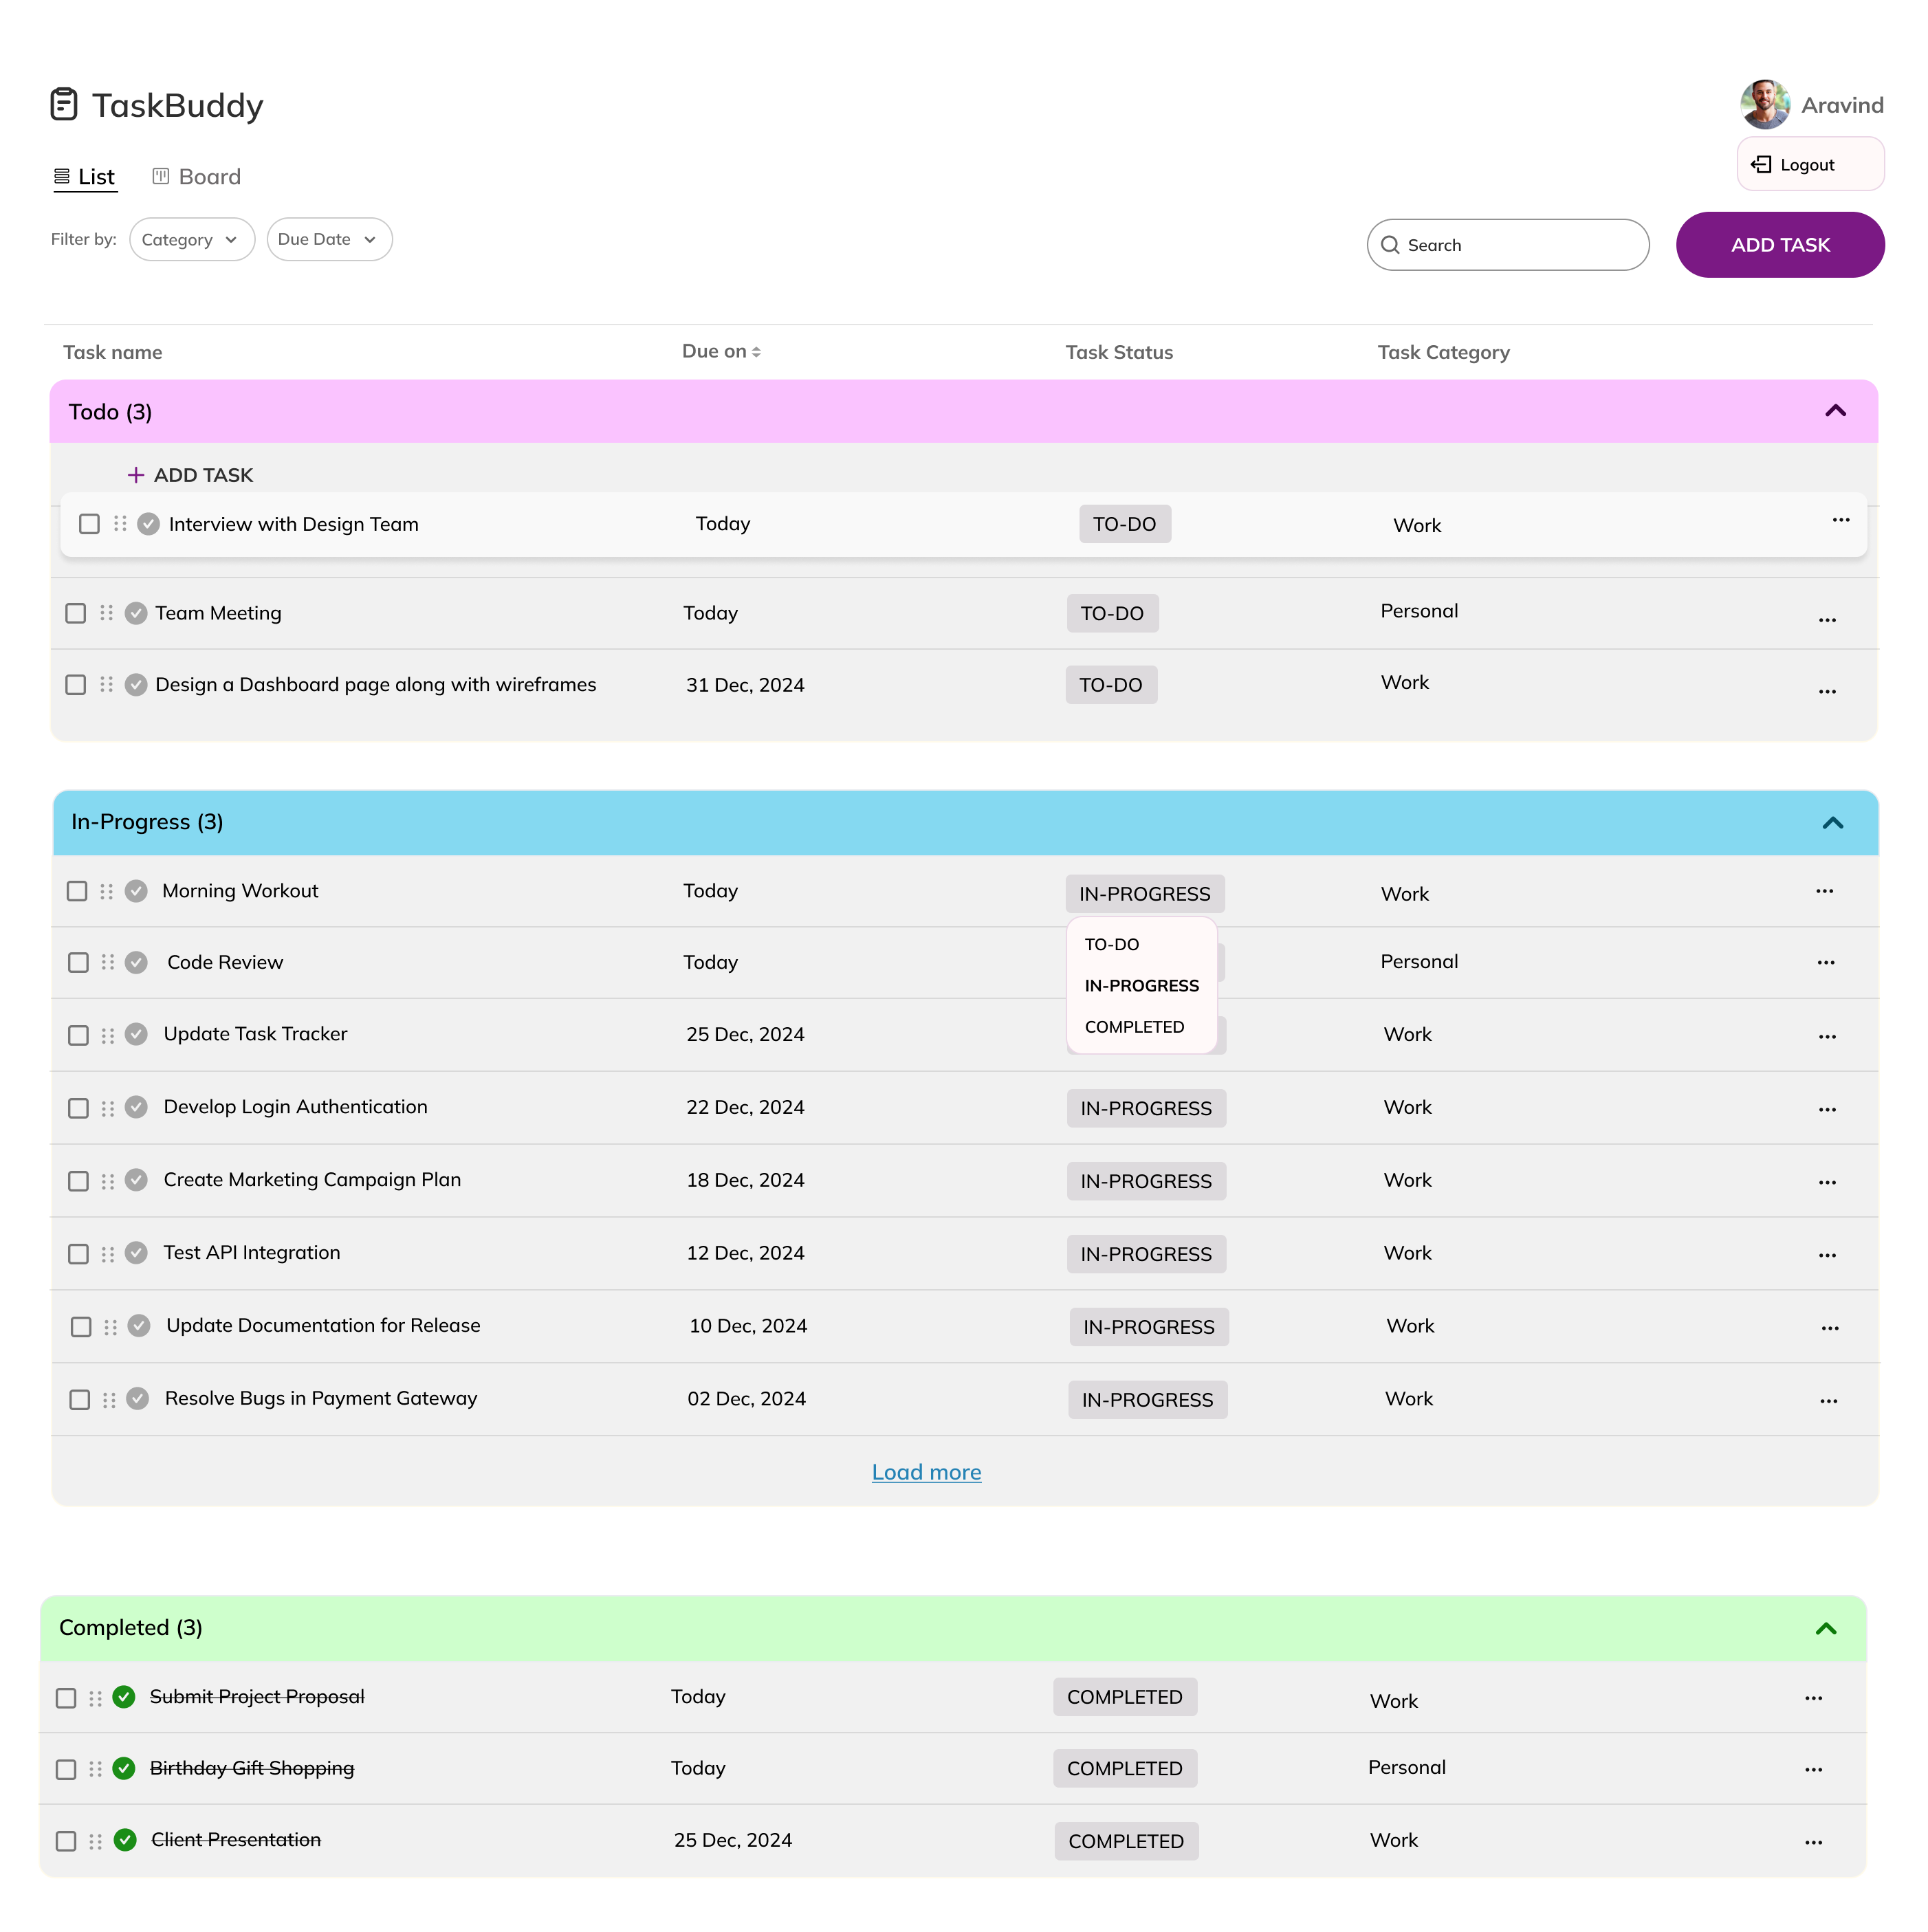 TaskBuddy
Aravind
List Board
Logout
Filter by: Category Due Date
Search
ADD TASK
Task name Due on Task Status Task Category
Todo (3)
+ ADD TASK
Interview with Design Team Today TO-DO Work ...
Team Meeting Today TO-DO Personal ...
Design a Dashboard page along with wireframes 31 Dec, 2024 TO-DO Work ...
In-Progress (3)
Morning Workout Today IN-PROGRESS Work ...
TO-DO
Code Review Today Personal ...
IN-PROGRESS
COMPLETED
Update Task Tracker 25 Dec, 2024 Work ...
Develop Login Authentication 22 Dec, 2024 IN-PROGRESS Work ...
Create Marketing Campaign Plan 18 Dec, 2024 IN-PROGRESS Work ...
Test API Integration 12 Dec, 2024 IN-PROGRESS Work ...
Update Documentation for Release 10 Dec, 2024 IN-PROGRESS Work ...
Resolve Bugs in Payment Gateway 02 Dec, 2024 IN-PROGRESS Work ...
Load more
Completed (3)
Submit Project Proposal Today COMPLETED Work ...
Birthday Gift Shopping Today COMPLETED Personal ...
Client Presentation 25 Dec, 2024 COMPLETED Work ...